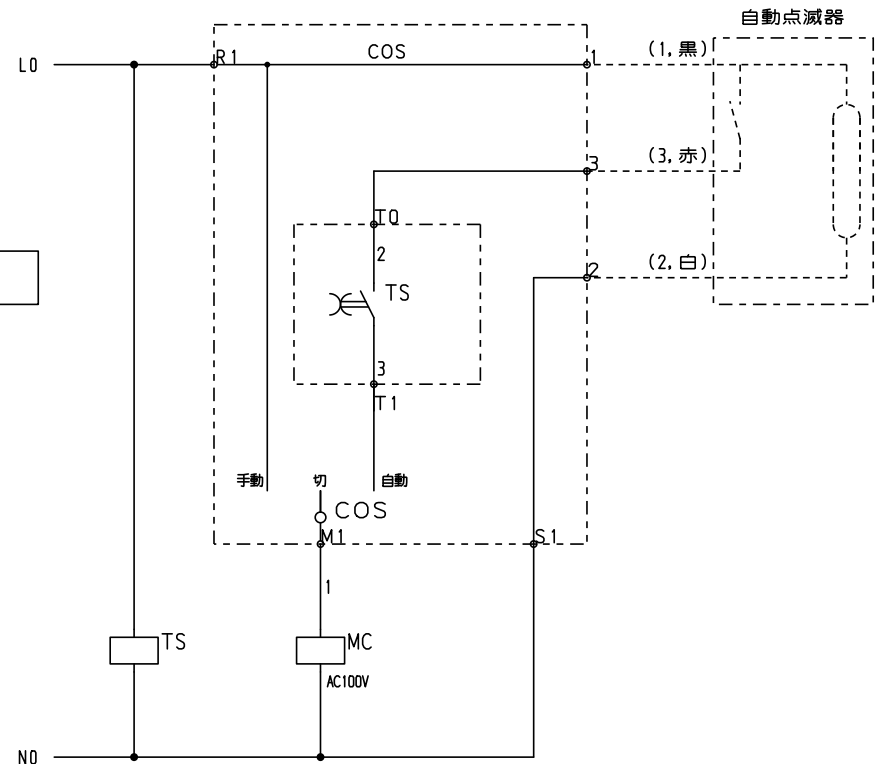 自動点滅器
L0
R1
COS
1
(1,黒)
3
(3,赤)
T0
2
2
(2,白)
TS
3
T1
手動
切
自動
COS
M1
S1
1
TS
MC
AC100V
N0